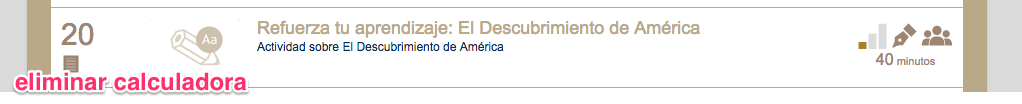 20
Aa
Refuerza tu aprendizaje: El Descubrimiento de América
Actividad sobre El Descubrimiento de América
40 minutos
eliminar calculadora